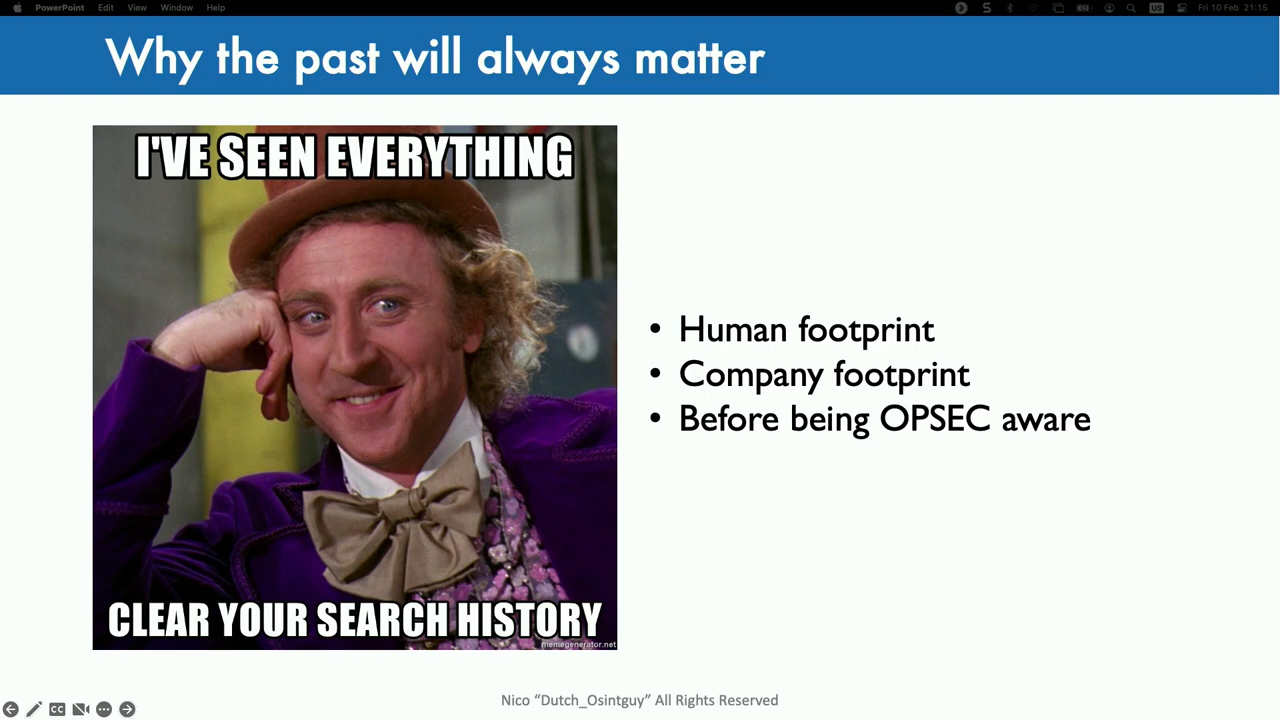 PowerPoint Edit View Window Help US Fri 10 Feb 21:15
Why the past will always matter
I'VE SEEN EVERYTHING
CLEAR YOUR SEARCH HISTORY
memegenerator.net
• Human footprint
• Company footprint
• Before being OPSEC aware
Nico “Dutch_Osintguy” All Rights Reserved
CC